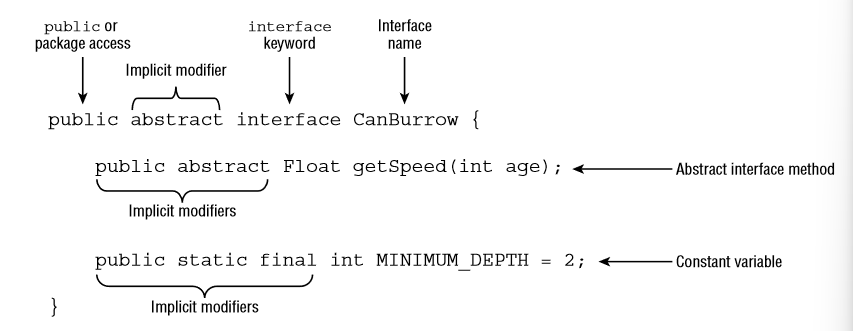 public or
package access
interface
keyword
Interface
name
Implicit modifier
public abstract interface CanBurrow {
public abstract Float getSpeed(int age);
Abstract interface method
Implicit modifiers
public static final int MINIMUM_DEPTH = 2;
Constant variable
Implicit modifiers
}